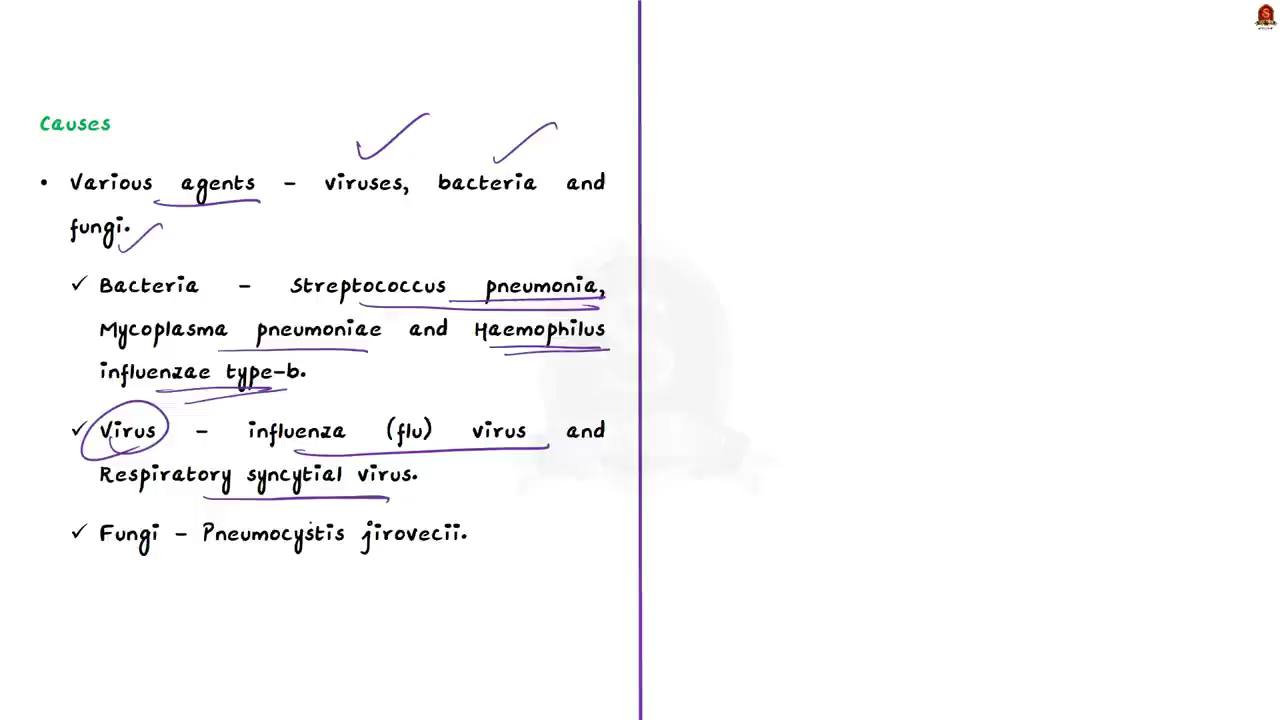 Causes
• Various agents - viruses, bacteria and
fungi.
✓ Bacteria - Streptococcus pneumonia,
Mycoplasma pneumoniae and Haemophilus
influenzae type-b.
✓ Virus - influenza (flu) virus and
Respiratory syncytial virus.
✓ Fungi - Pneumocystis jirovecii.